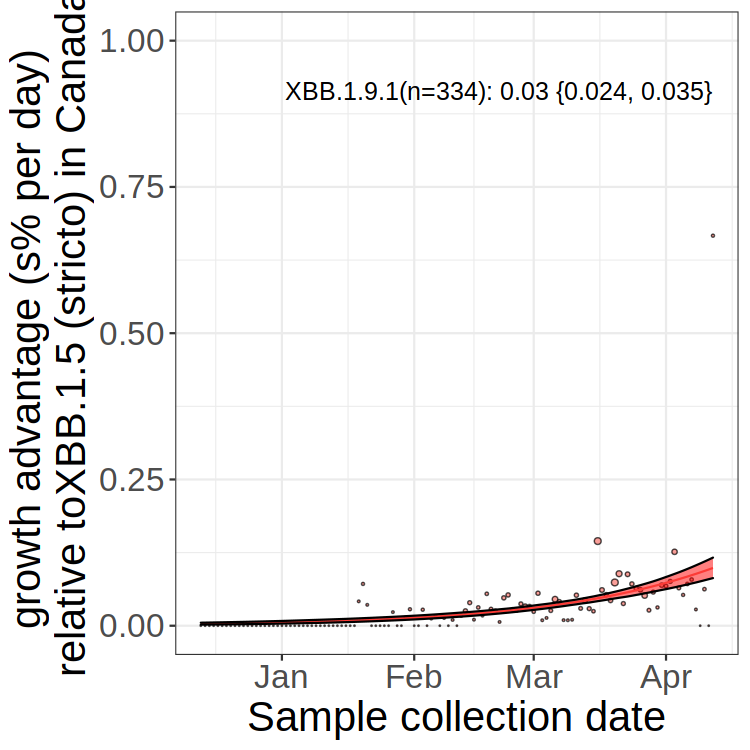 growth advantage (s% per day)
relative toXBB.1.5 (stricto) in Canada
1.00
0.75
0.50
0.25
0.00
XBB.1.9.1(n=334): 0.03 {0.024, 0.035}
Jan Feb Mar Apr
Sample collection date